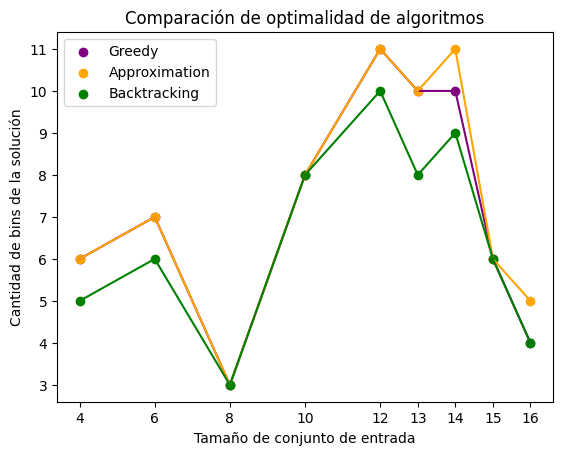 Comparación de optimalidad de algoritmos
Greedy
Approximation
Backtracking
Cantidad de bins de la solución
11
10
9
8
7
6
5
4
3
4 6 8 10 12 13 14 15 16
Tamaño de conjunto de entrada